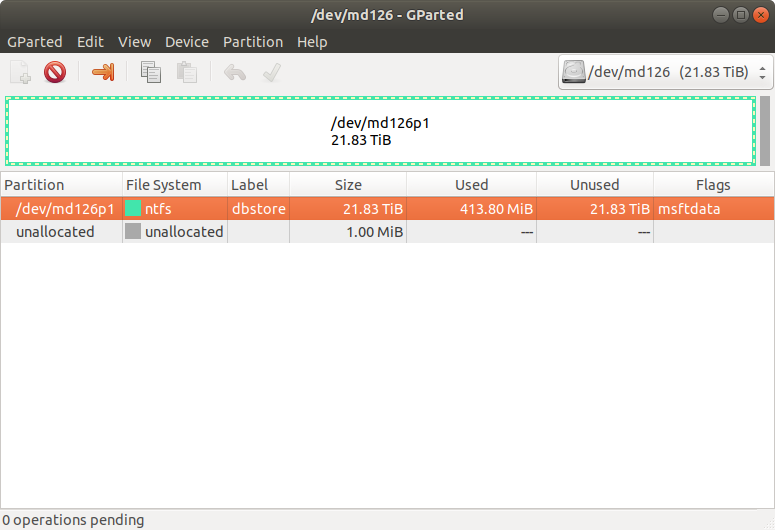 /dev/md126 - GParted
GParted Edit View Device Partition Help
/dev/md126 (21.83 TiB)
/dev/md126p1
21.83 TiB
Partition File System Label Size Used Unused Flags
/dev/md126p1 ntfs dbstore 21.83 TiB 413.80 MiB 21.83 TiB msftdata
unallocated unallocated 1.00 MiB --- ---
0 operations pending